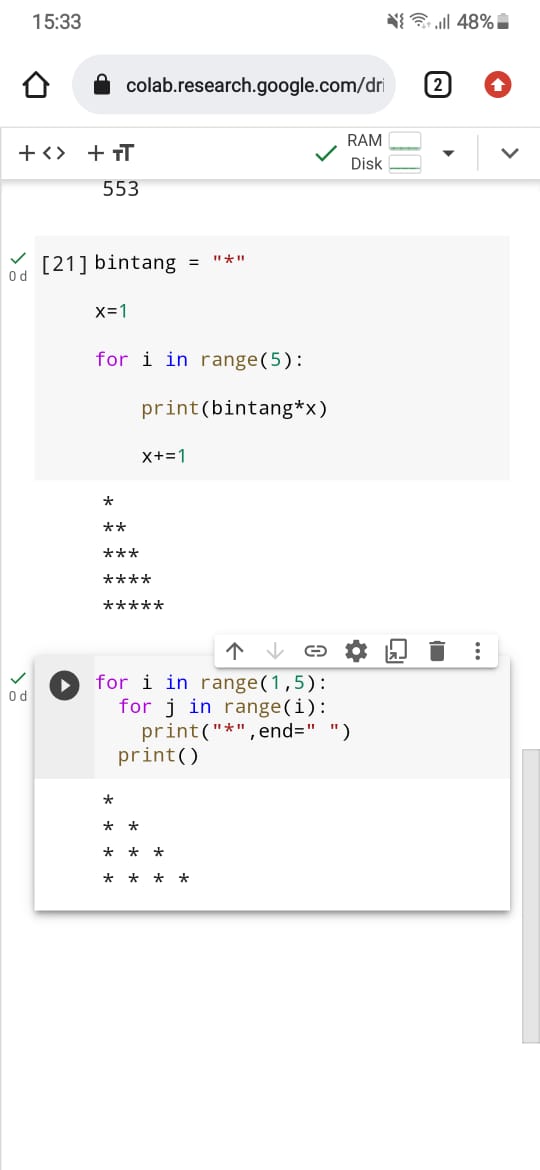 15:33 48%
colab.research.google.com/dri 2
+ <> + TT RAM
Disk
553
0 d [21] bintang = "*"
x=1
for i in range(5):
print(bintang*x)
x+=1
*
**
***
****
*****
0 d for i in range(1,5):
for j in range(i):
print("*",end=" ")
print()
*
* *
* * *
* * * *